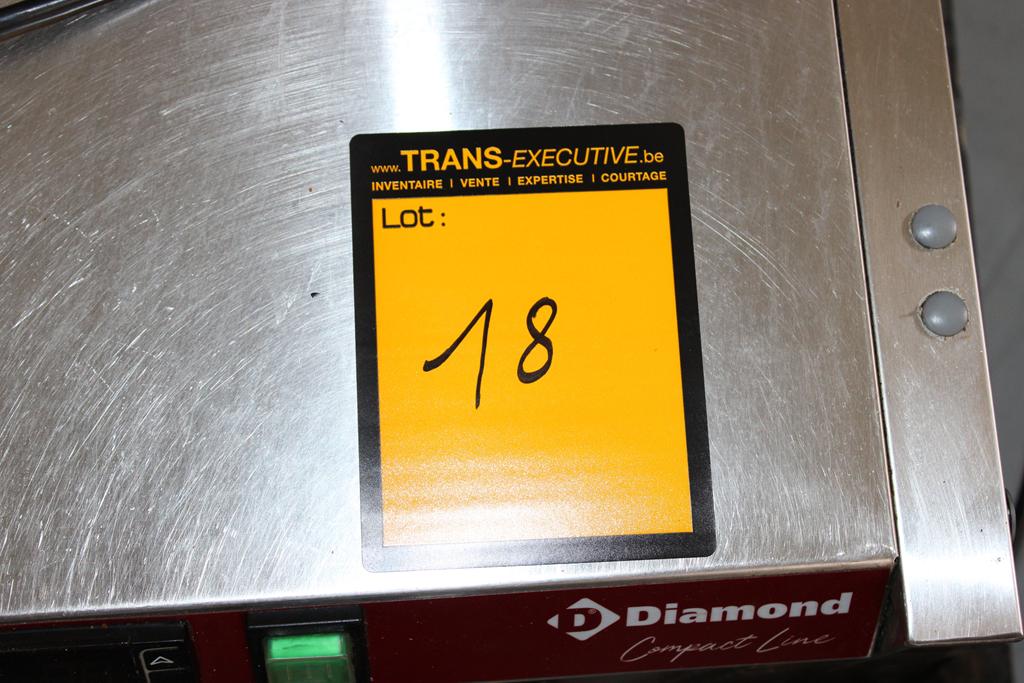 www.TRANS-EXECUTIVE.be
INVENTAIRE | VENTE | EXPERTISE | COURTAGE
Lot:
18
D Diamond
Compact Line